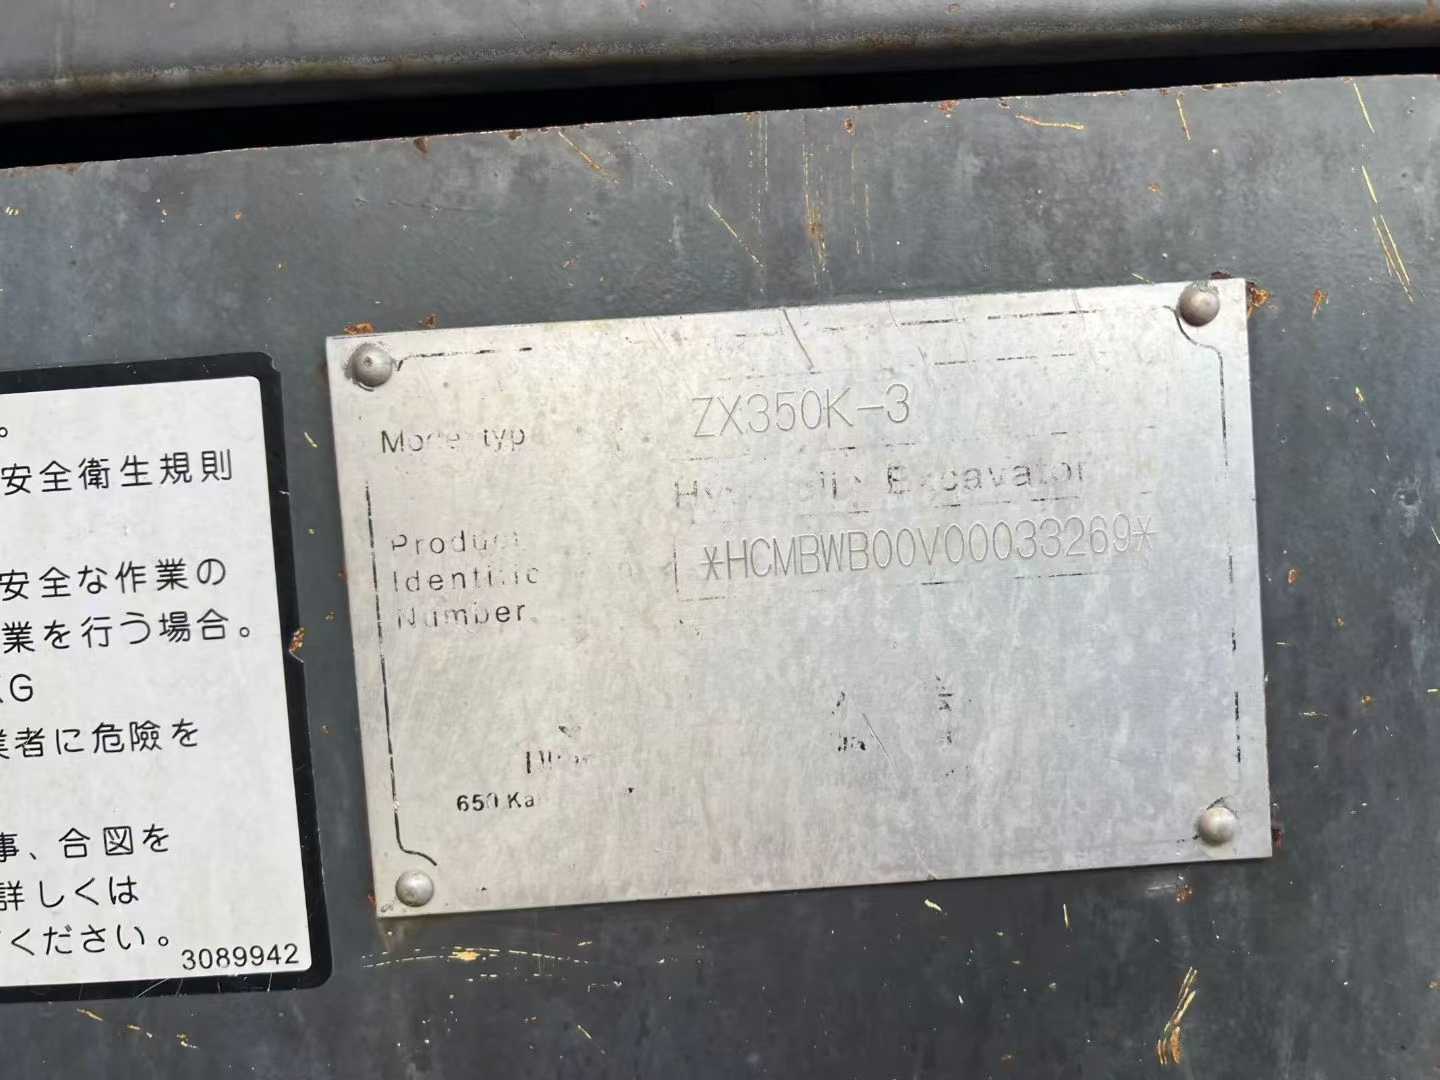 。
安全衛生規則
安全な作業の
業を行う場合。
KG
業者に危険を
事、合図を
詳しくは
ください。
3089942
ZX350K-3
Excavator
Product
Number
*HCMBWB00V00033269*
650 Ka